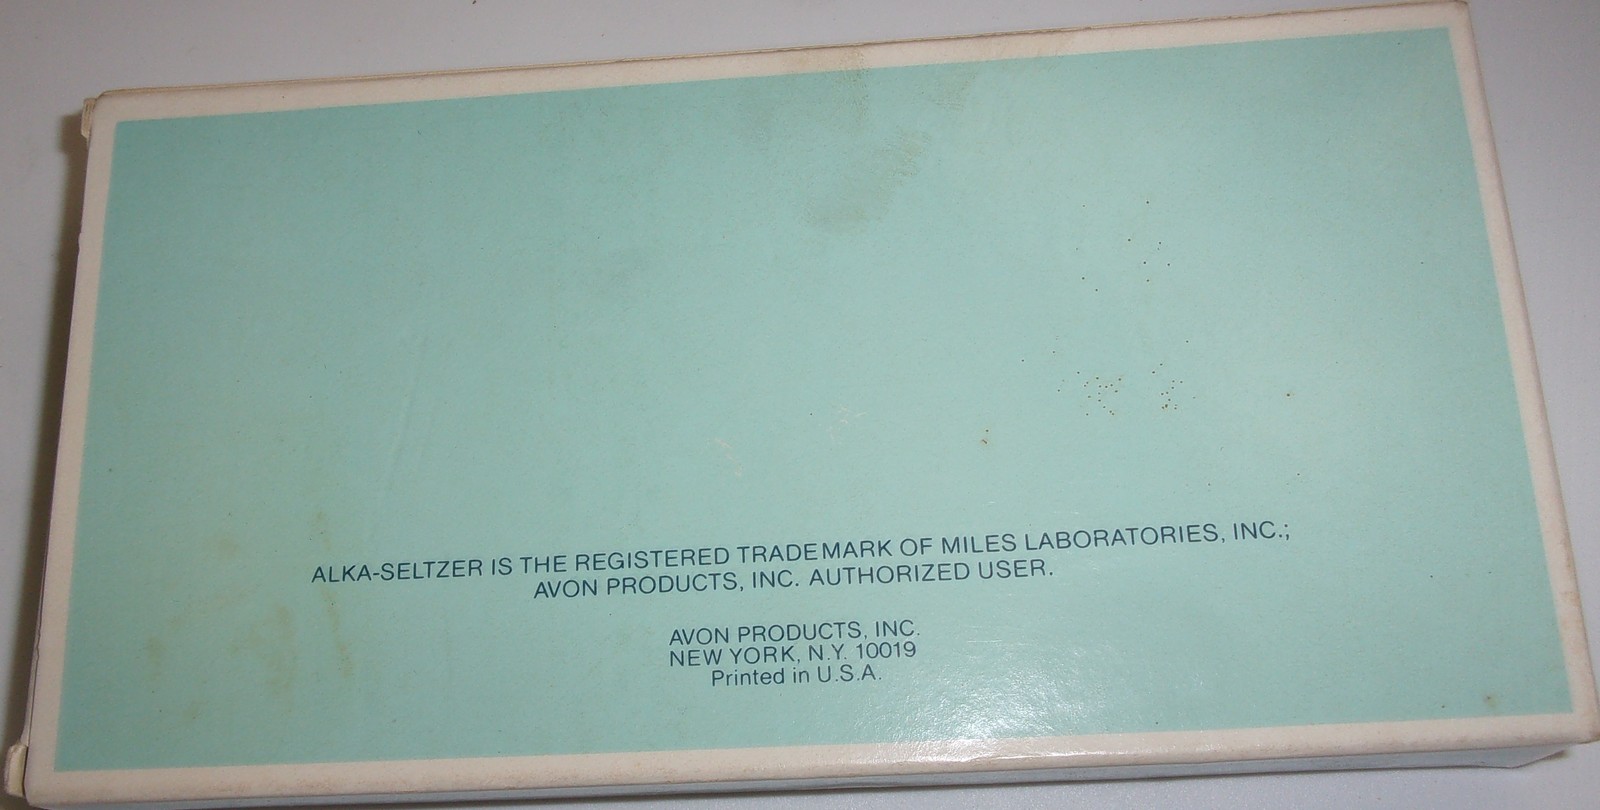 ALKA-SELTZER IS THE REGISTERED TRADEMARK OF MILES LABORATORIES, INC.;
AVON PRODUCTS, INC. AUTHORIZED USER.
AVON PRODUCTS, INC.
NEW YORK, N.Y. 10019
Printed in U.S.A.